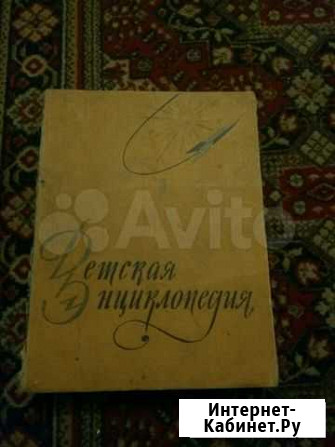 Avito
Детская
Энциклопедия
Интернет-
Кабинет.Ру